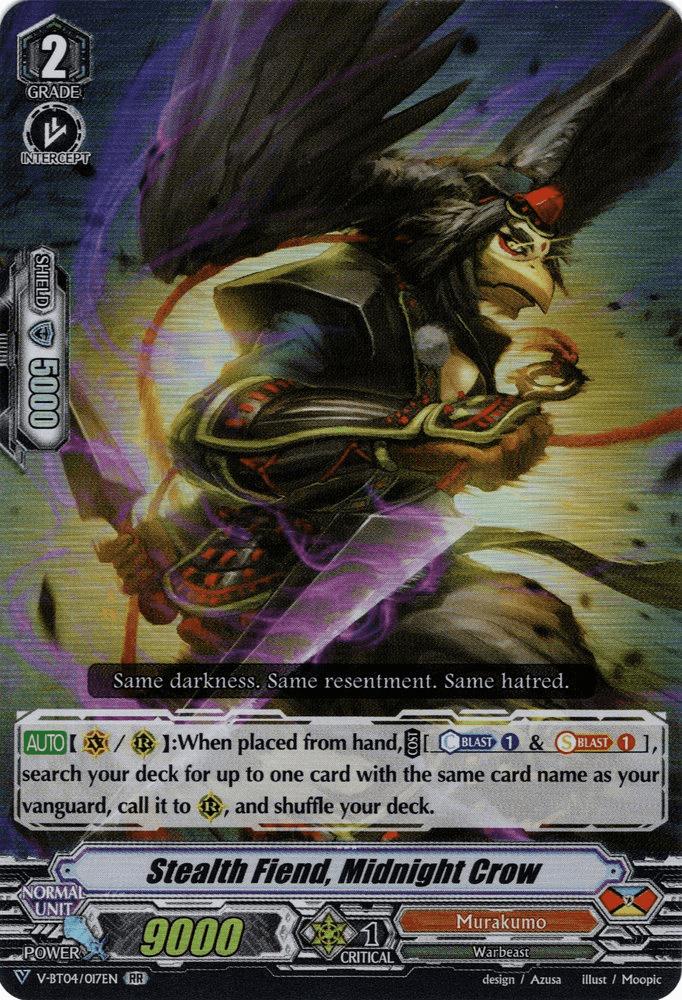 2
GRADE
INTERCEPT
SHIELD
5000
Same darkness. Same resentment. Same hatred.
AUTO【 V / R 】:When placed from hand, COST [ C BLAST 1 & S BLAST 1 ],
search your deck for up to one card with the same card name as your
vanguard, call it to R, and shuffle your deck.
Stealth Fiend, Midnight Crow
NORMAL
UNIT
POWER
9000
1
CRITICAL
Murakumo
Warbeast
V-BT04/017EN RR
design / Azusa illust / Moopic